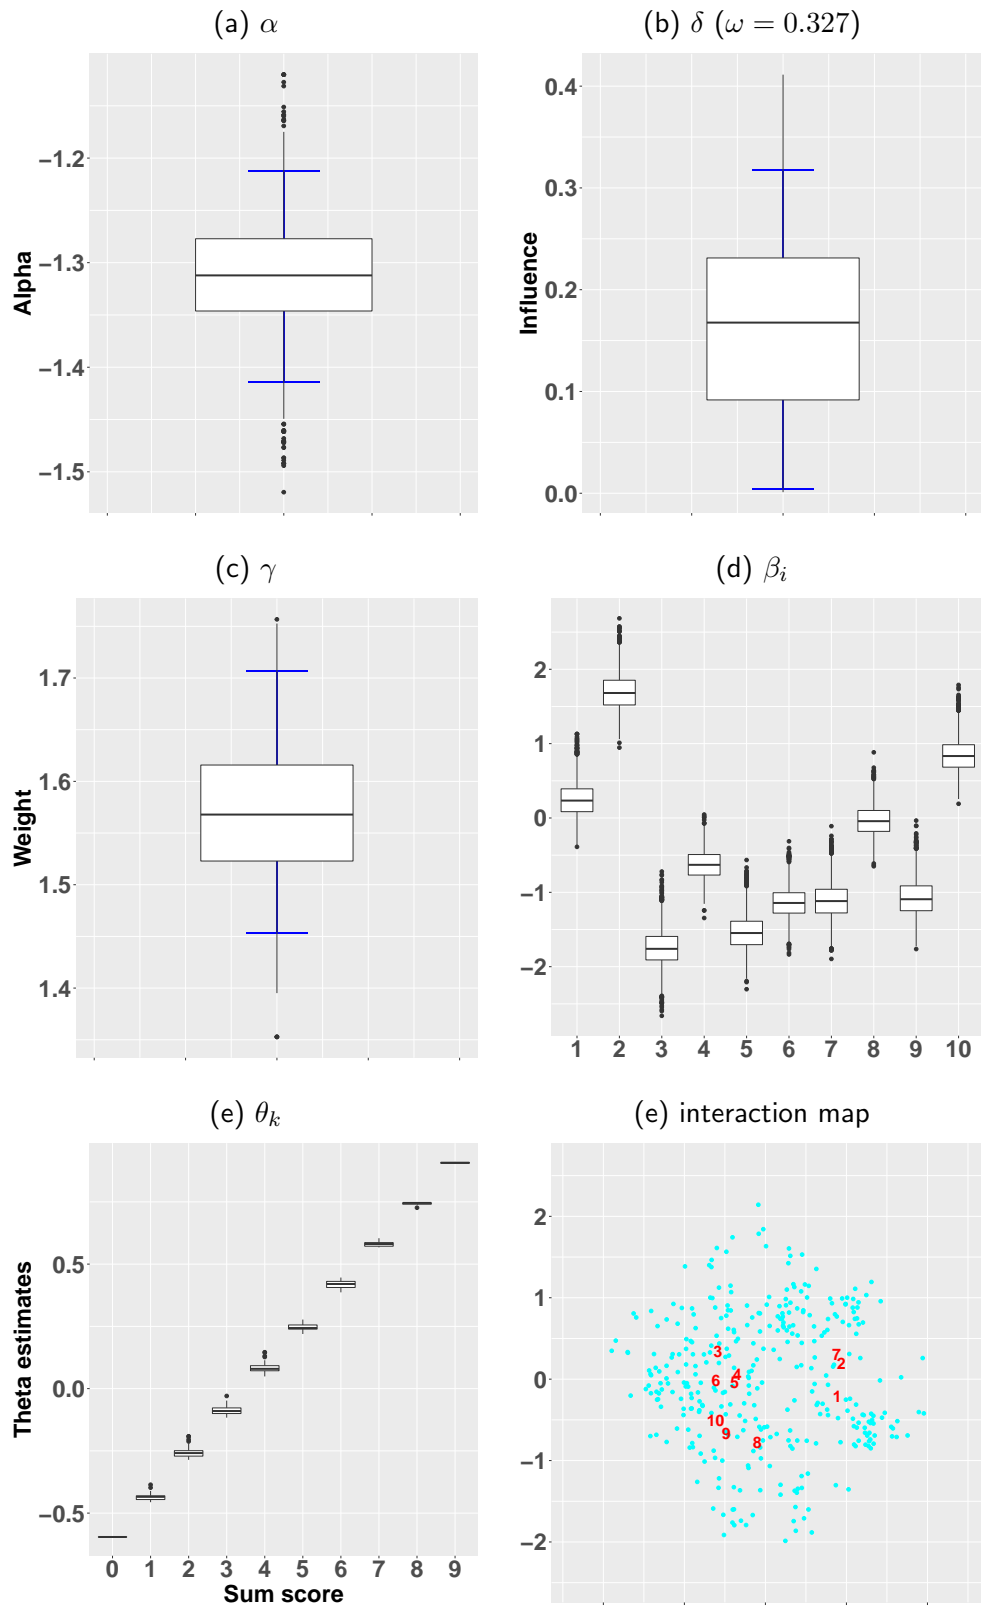 (a) α
(b) δ (ω = 0.327)
Alpha
−1.2
−1.3
−1.4
−1.5
Influence
0.4
0.3
0.2
0.1
0.0
(c) γ
(d) βᵢ
Weight
1.7
1.6
1.5
1.4
2
1
0
−1
−2
1 2 3 4 5 6 7 8 9 10
(e) θₖ
(e) interaction map
Theta estimates
0.5
0.0
−0.5
0 1 2 3 4 5 6 7 8 9
Sum score
2
1
0
−1
−2
3
7
2
4
6
5
1
10
9
8